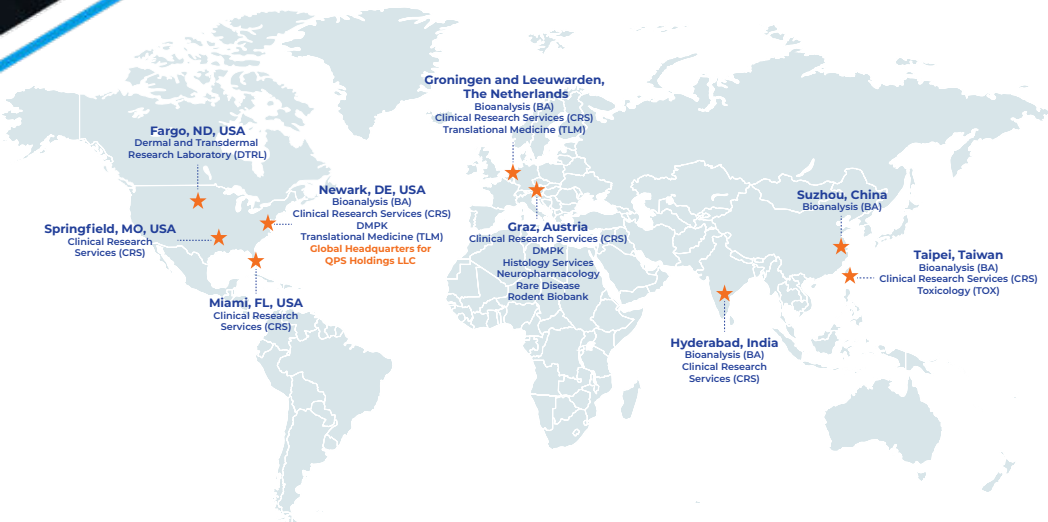 Groningen and Leeuwarden,
The Netherlands
Bioanalysis (BA)
Clinical Research Services (CRS)
Translational Medicine (TLM)
Fargo, ND, USA
Dermal and Transdermal
Research Laboratory (DTRL)
Newark, DE, USA
Bioanalysis (BA)
Clinical Research Services (CRS)
DMPK
Translational Medicine (TLM)
Global Headquarters for
QPS Holdings LLC
Springfield, MO, USA
Clinical Research
Services (CRS)
Miami, FL, USA
Clinical Research
Services (CRS)
Graz, Austria
Clinical Research Services (CRS)
DMPK
Histology Services
Neuropharmacology
Rare Disease
Rodent Biobank
Suzhou, China
Bioanalysis (BA)
Taipei, Taiwan
Bioanalysis (BA)
Clinical Research Services (CRS)
Toxicology (TOX)
Hyderabad, India
Bioanalysis (BA)
Clinical Research
Services (CRS)